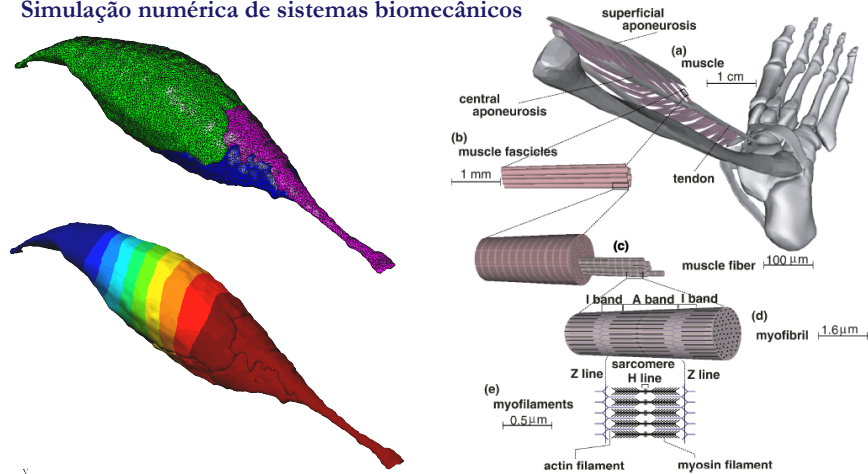 Simulação numérica de sistemas biomecânicos
superficial
aponeurosis
(a)
muscle
1 cm
central
aponeurosis
(b)
muscle fascicles
1 mm
tendon
(c)
muscle fiber
100 μm
I band A band I band
(d)
myofibril
1.6μm
sarcomere
Z line H line Z line
(e)
myofilaments
0.5μm
actin filament
myosin filament
y